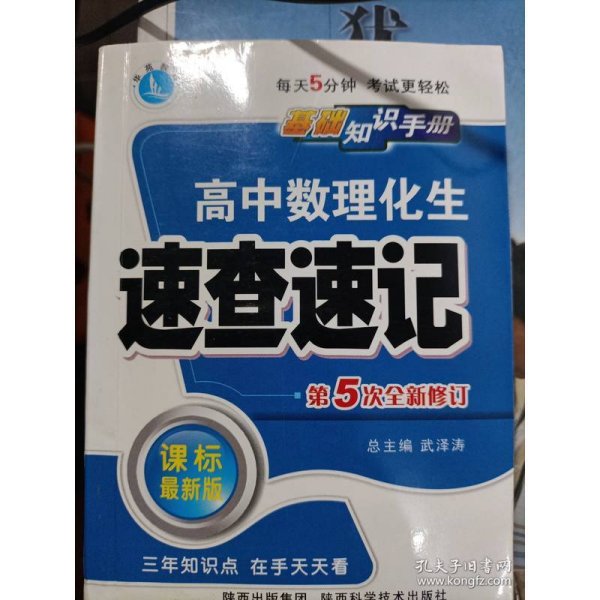 每天5分钟 考试更轻松
基础知识手册
高中数理化生
速查速记
第5次全新修订
总主编 武泽涛
课标
最新版
三年知识点 在手天天看
陕西出版集团 陕西科学技术出版社
孔夫子旧书网
www.kongfz.com